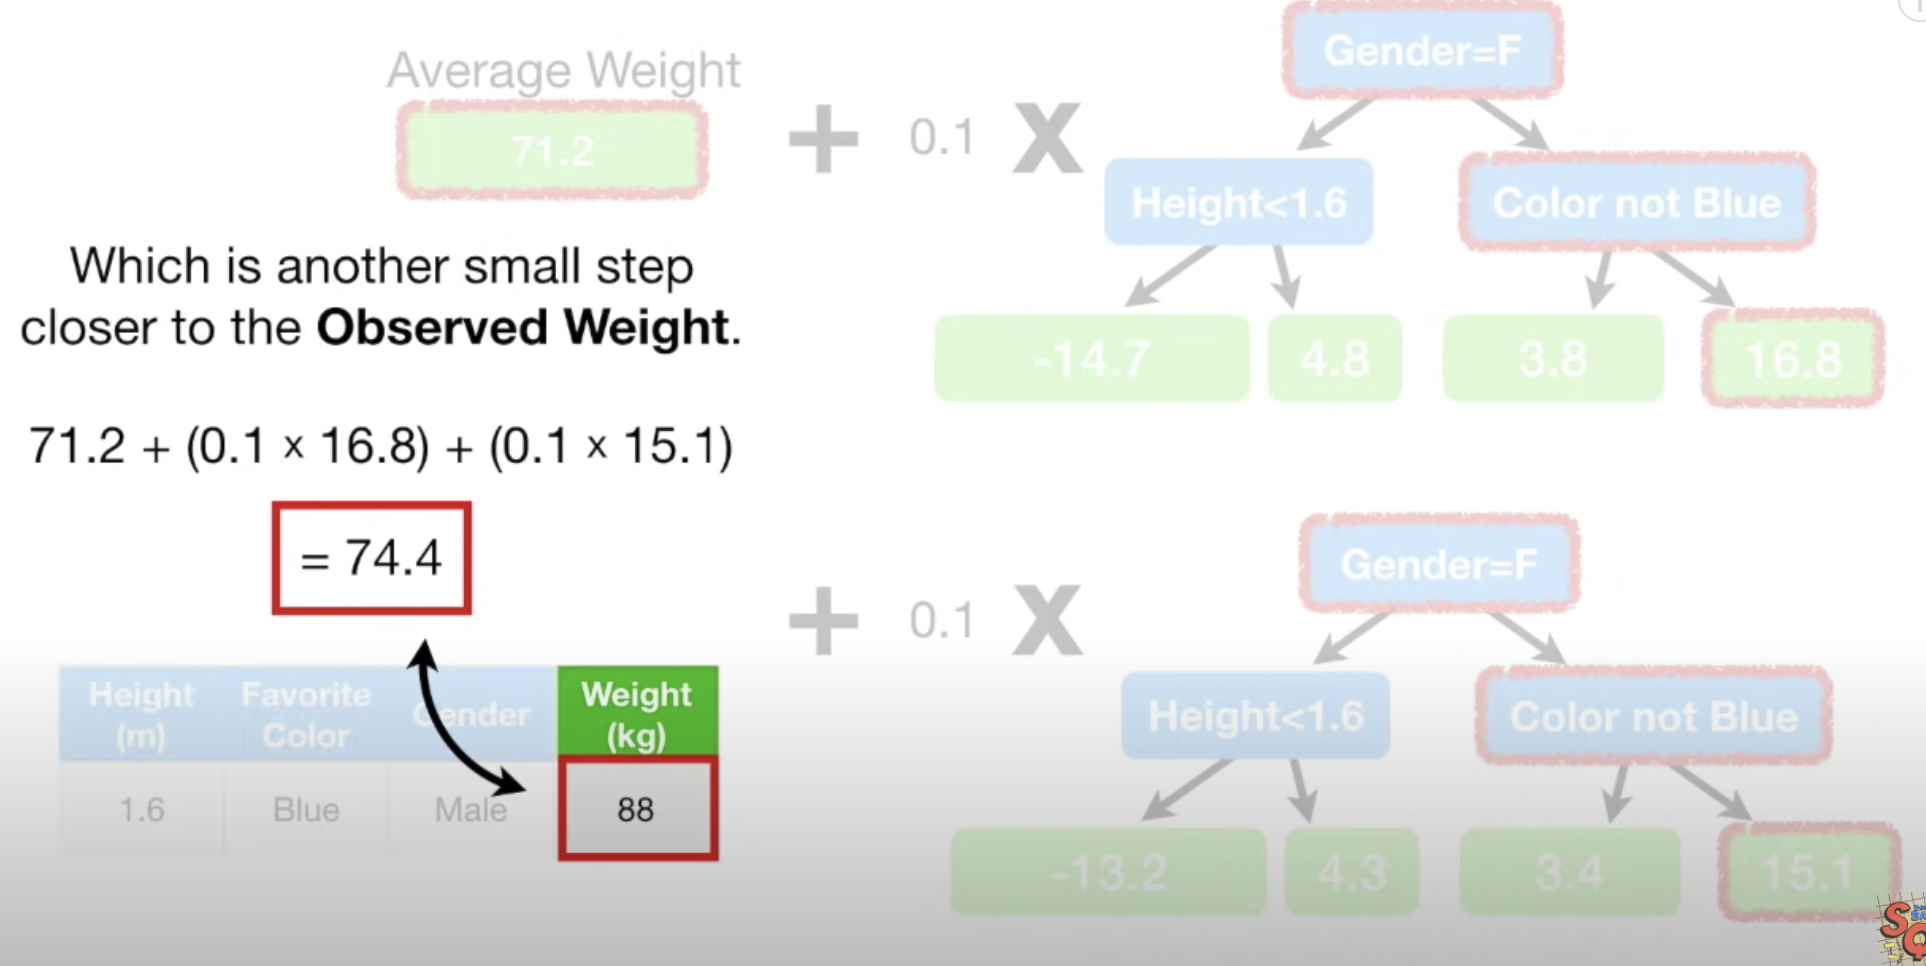 Average Weight
71.2
+ 0.1 X
Gender=F
Height<1.6
Color not Blue
-14.7
4.8
3.8
16.8
Which is another small step
closer to the Observed Weight.
71.2 + (0.1 x 16.8) + (0.1 x 15.1)
= 74.4
+ 0.1 X
Gender=F
Height<1.6
Color not Blue
-13.2
4.3
3.4
15.1
Height (m) Favorite Color Gender Weight (kg)
1.6 Blue Male 88